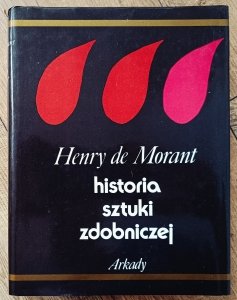 Henry de Morant
historia
sztuki
zdobniczej
Arkady